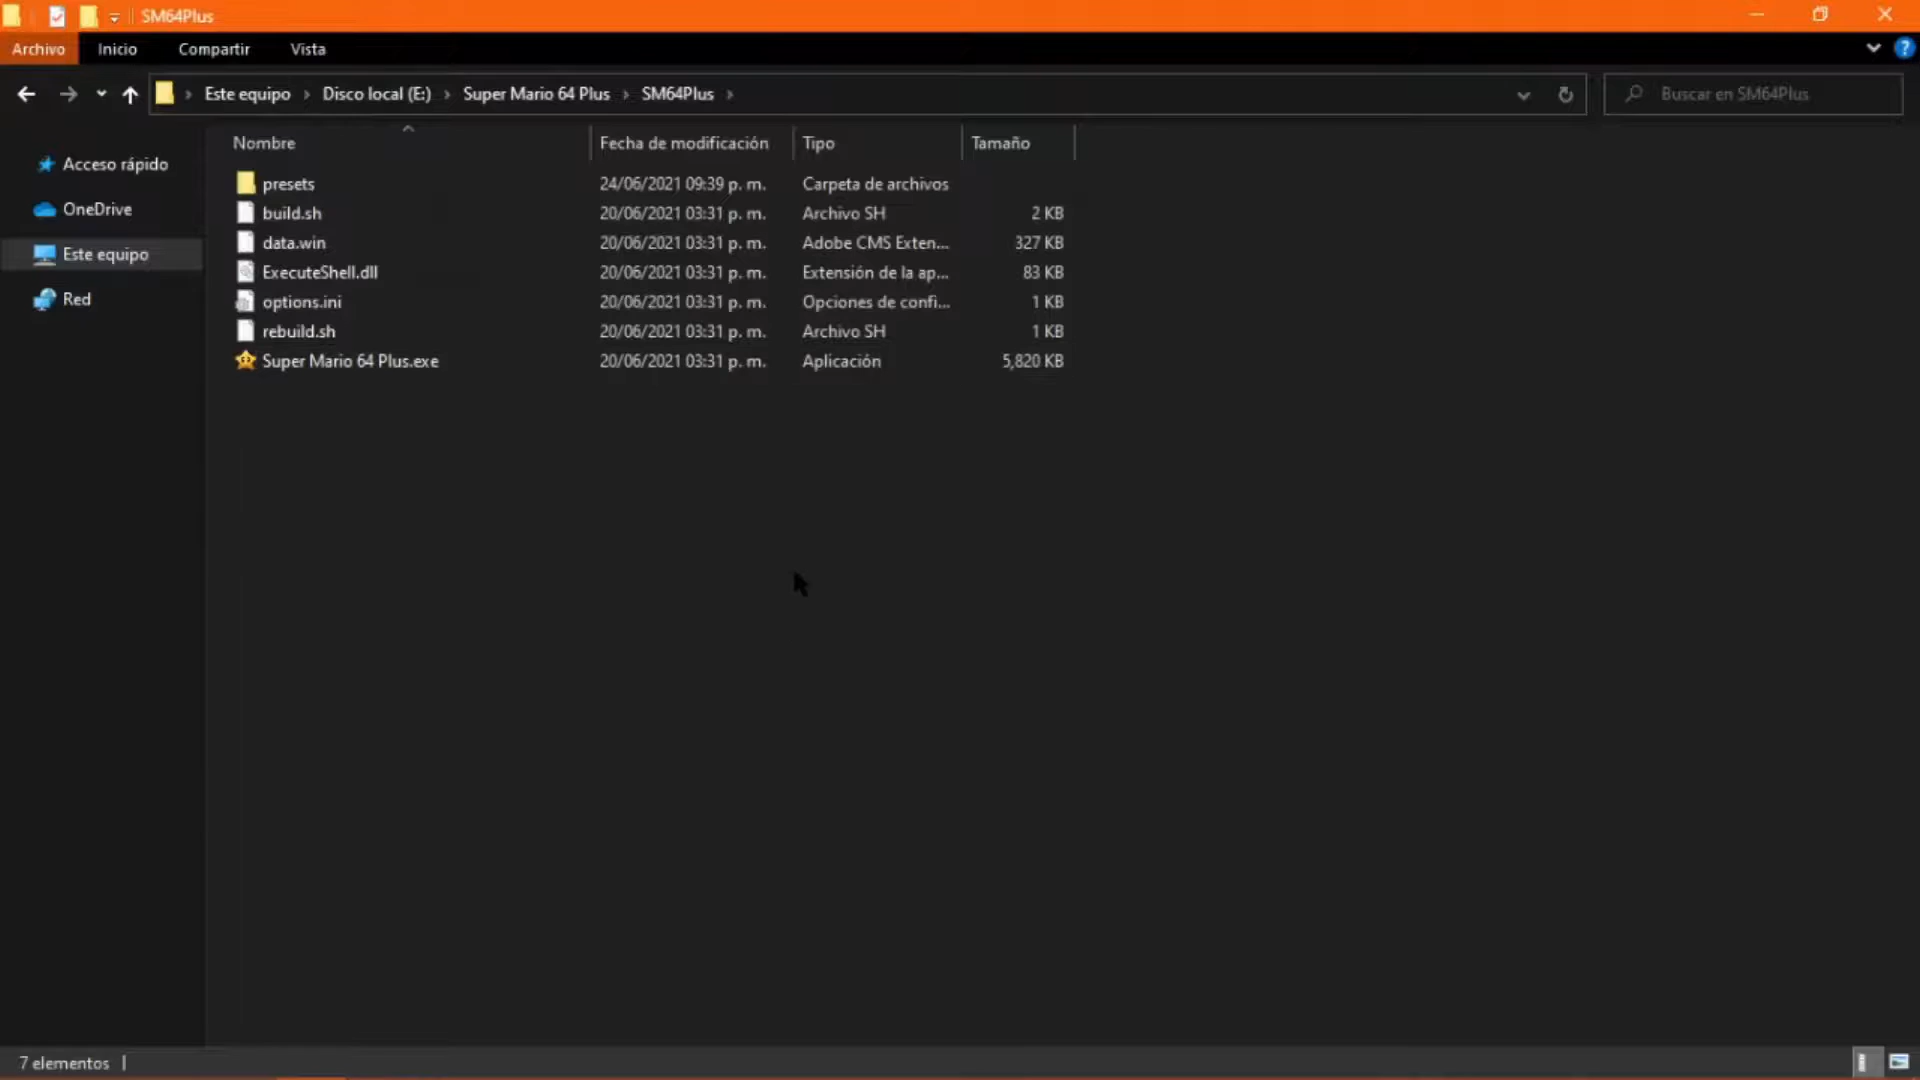 SM64Plus
Archivo Inicio Compartir Vista
Este equipo Disco local (E:) Super Mario 64 Plus SM64Plus Buscar en SM64Plus
Nombre Fecha de modificación Tipo Tamaño
Acceso rápido
OneDrive
Este equipo
Red
presets 24/06/2021 09:39 p. m. Carpeta de archivos
build.sh 20/06/2021 03:31 p. m. Archivo SH 2 KB
data.win 20/06/2021 03:31 p. m. Adobe CMS Exten... 327 KB
ExecuteShell.dll 20/06/2021 03:31 p. m. Extensión de la ap... 83 KB
options.ini 20/06/2021 03:31 p. m. Opciones de confi... 1 KB
rebuild.sh 20/06/2021 03:31 p. m. Archivo SH 1 KB
Super Mario 64 Plus.exe 20/06/2021 03:31 p. m. Aplicación 5,820 KB
7 elementos